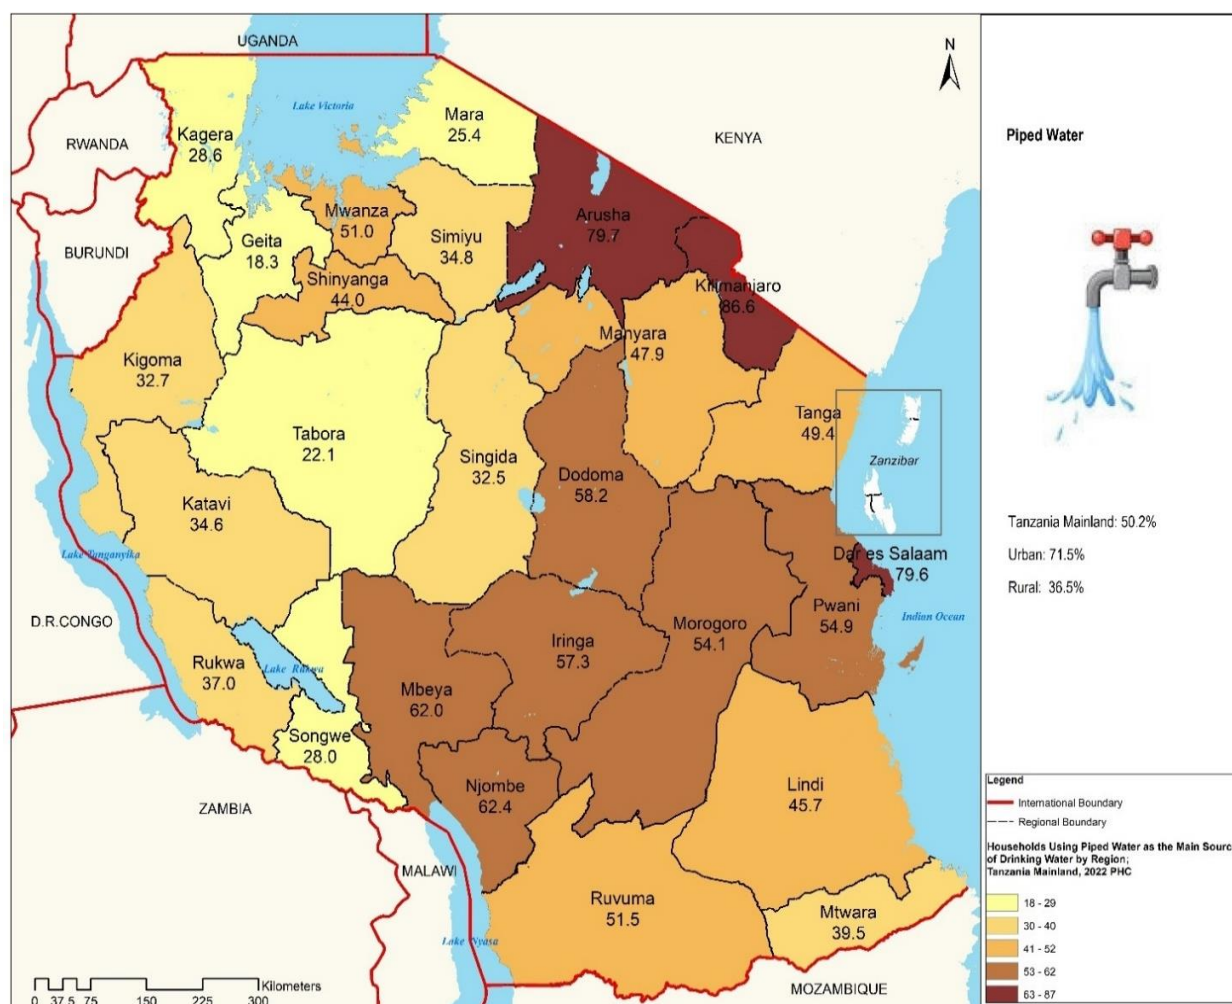 UGANDA
N
Lake Victoria
Mara
25.4
Kagera
28.6
KENYA
RWANDA
Piped Water
Mwanza
51.0
Arusha
79.7
Simiyu
34.8
Geita
18.3
BURUNDI
Shinyanga
44.0
Kilimanjaro
86.6
Manyara
47.9
Kigoma
32.7
Tanga
49.4
Tabora
22.1
Singida
32.5
Dodoma
58.2
Zanzibar
Katavi
34.6
Tanzania Mainland: 50.2%
Urban: 71.5%
Rural: 36.5%
Lake Tanganyika
Dar es Salaam
79.6
Pwani
54.9
Indian Ocean
D.R.CONGO
Morogoro
54.1
Iringa
57.3
Rukwa
37.0
Lake Rukwa
Mbeya
62.0
Songwe
28.0
Njombe
62.4
Lindi
45.7
ZAMBIA
MALAWI
Ruvuma
51.5
Mtwara
39.5
Lake Nyasa
MOZAMBIQUE
Kilometers
0 37.5 75 150 225 300
Legend
International Boundary
Regional Boundary
Households Using Piped Water as the Main Sourc
of Drinking Water by Region;
Tanzania Mainland, 2022 PHC
18 - 29
30 - 40
41 - 52
53 - 62
63 - 87